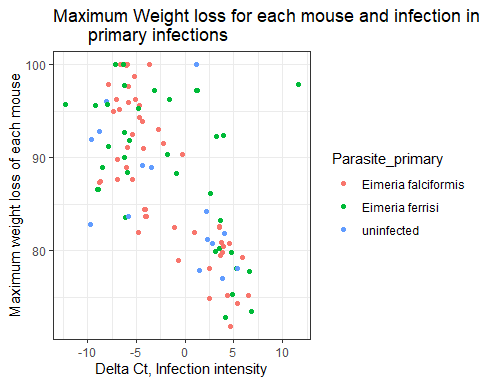 Maximum Weight loss for each mouse and infection in
primary infections
Maximum weight loss of each mouse
100
90
80
-10
-5
0
5
10
Delta Ct, Infection intensity
Parasite_primary
Eimeria falciformis
Eimeria ferrisi
uninfected